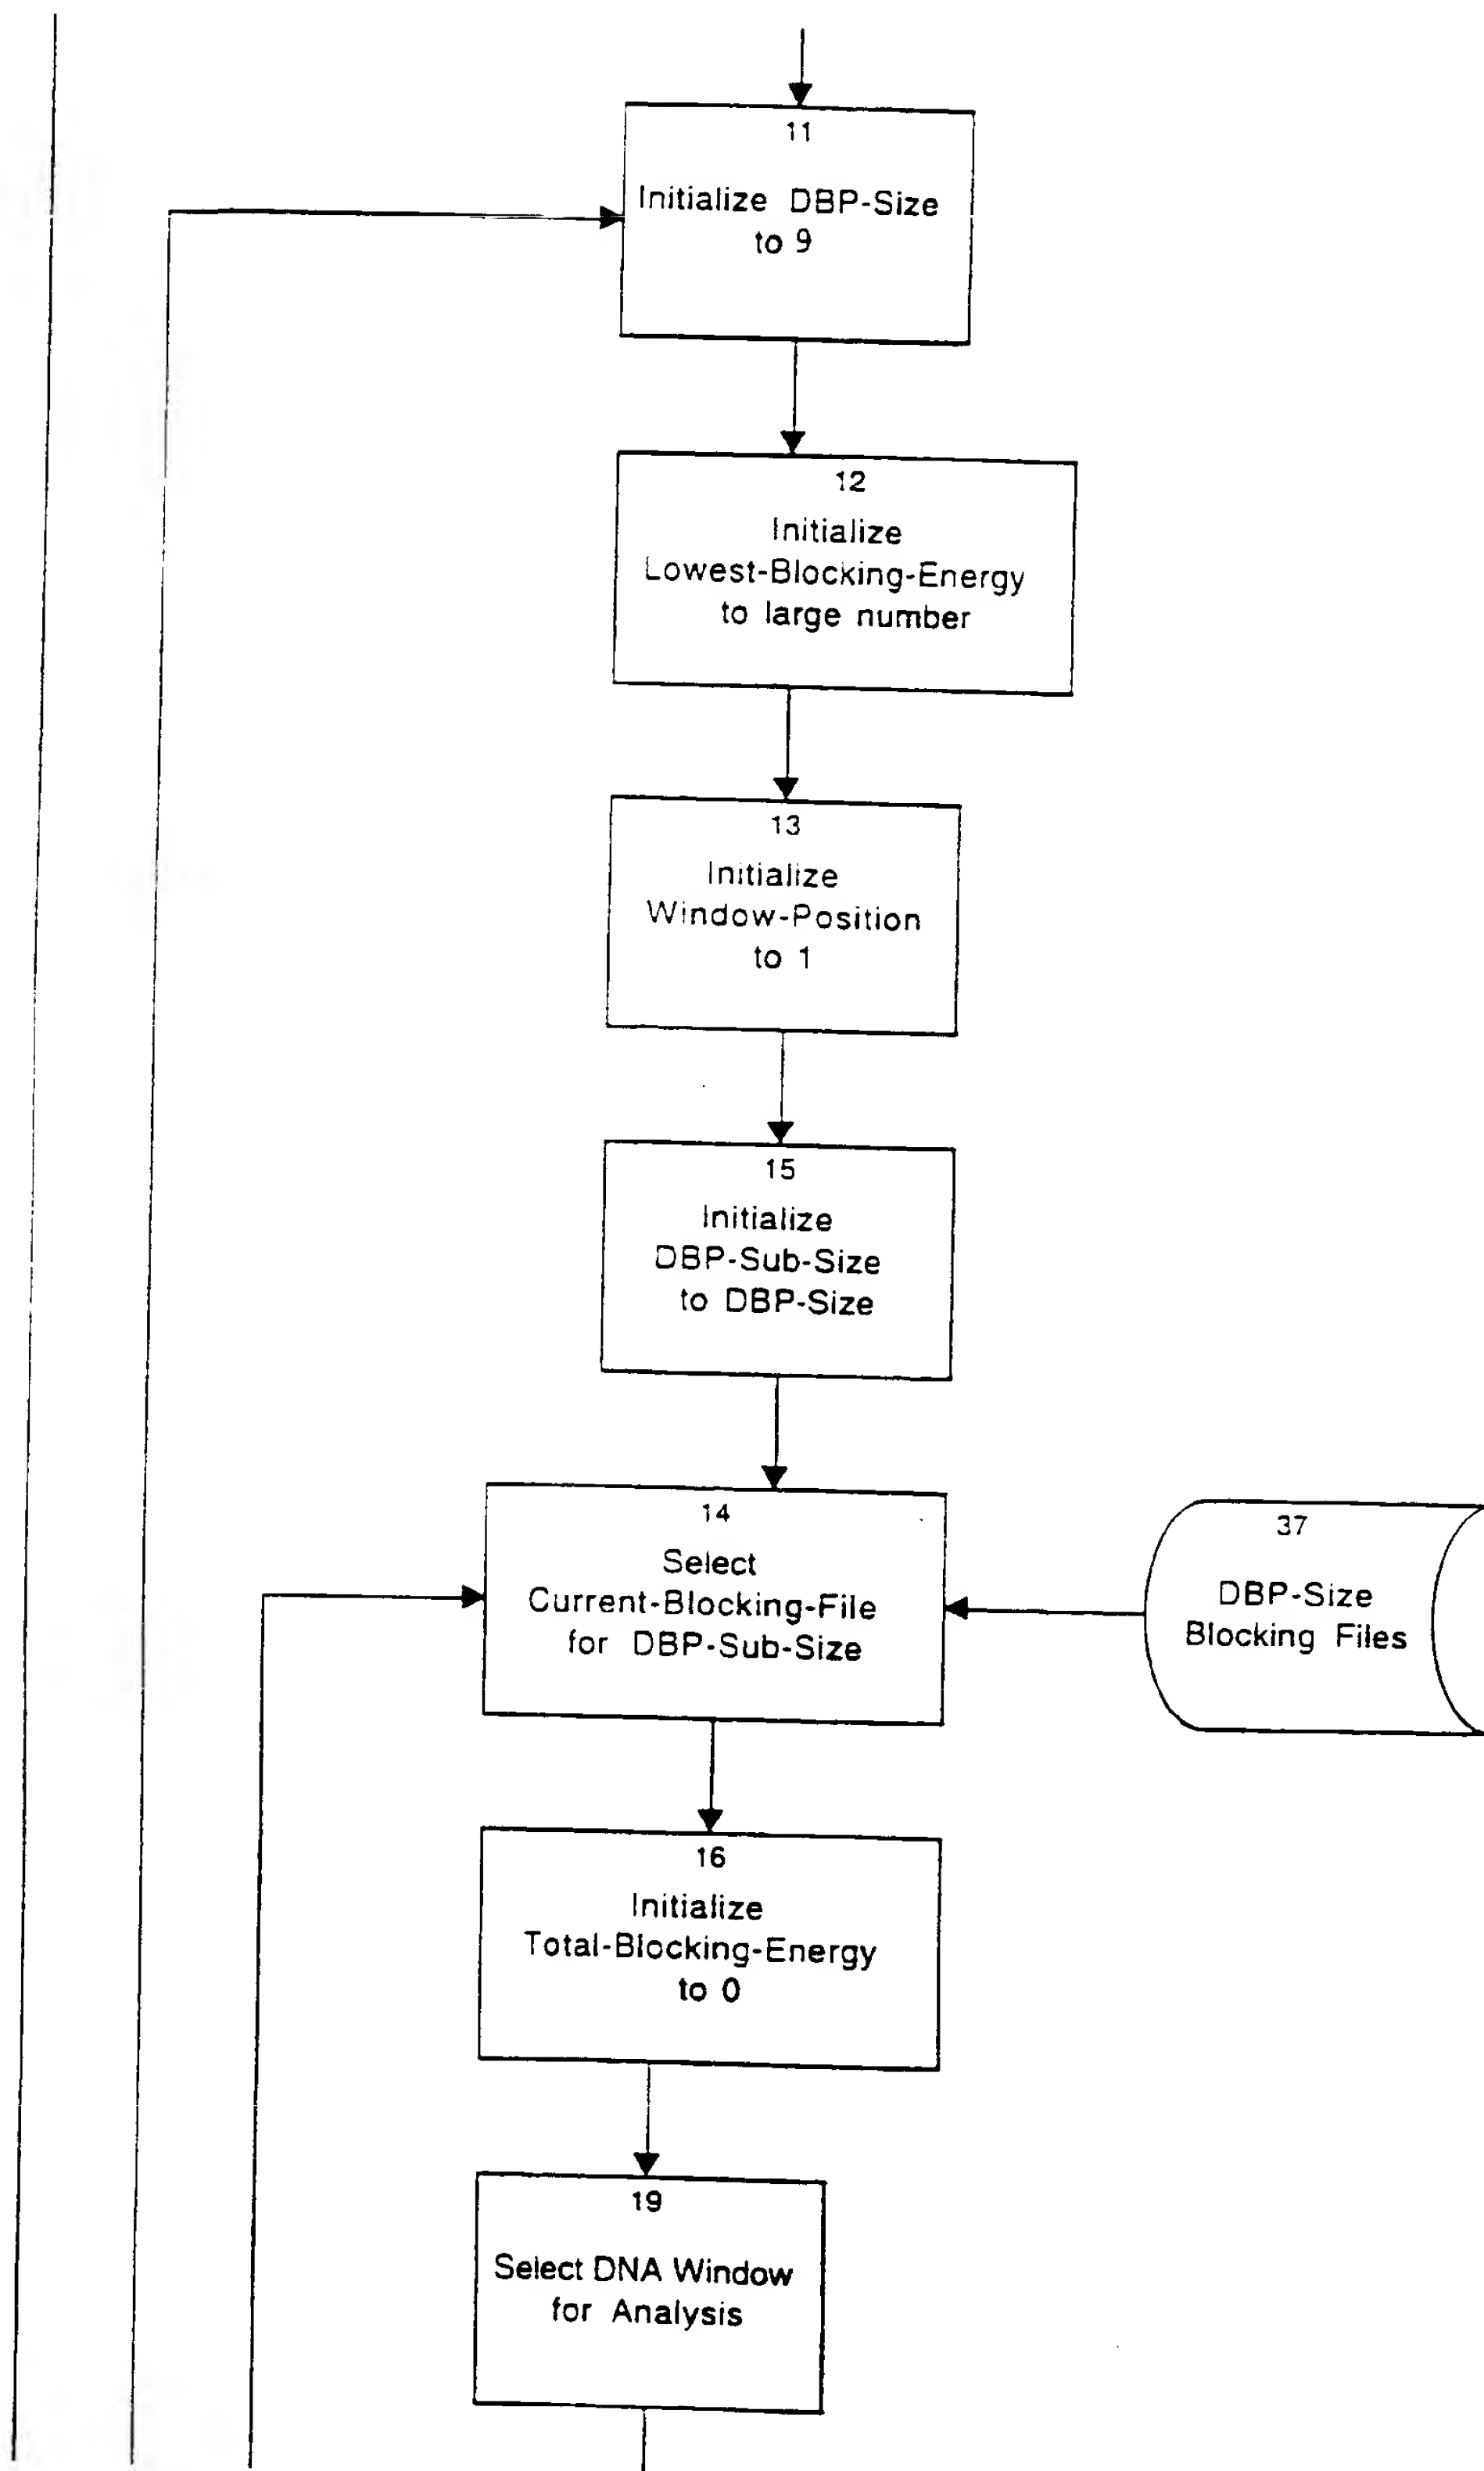 11
Initialize DBP-Size
to 9
12
Initialize
Lowest-Blocking-Energy
to large number
13
Initialize
Window-Position
to 1
15
Initialize
DBP-Sub-Size
to DBP-Size
14
Select
Current-Blocking-File
for DBP-Sub-Size
37
DBP-Size
Blocking Files
16
Initialize
Total-Blocking-Energy
to 0
19
Select DNA Window
for Analysis